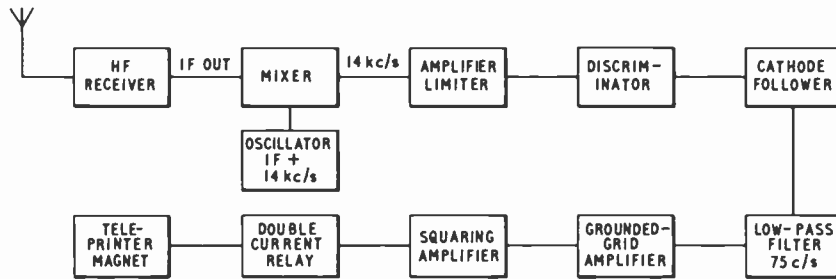 HF
RECEIVER
IF OUT
MIXER
14 kc/s
AMPLIFIER
LIMITER
DISCRIM-
INATOR
CATHODE
FOLLOWER
OSCILLATOR
IF +
14 kc/s
TELE-
PRINTER
MAGNET
DOUBLE
CURRENT
RELAY
SQUARING
AMPLIFIER
GROUNDED-
GRID
AMPLIFIER
LOW-PASS
FILTER
75 c/s